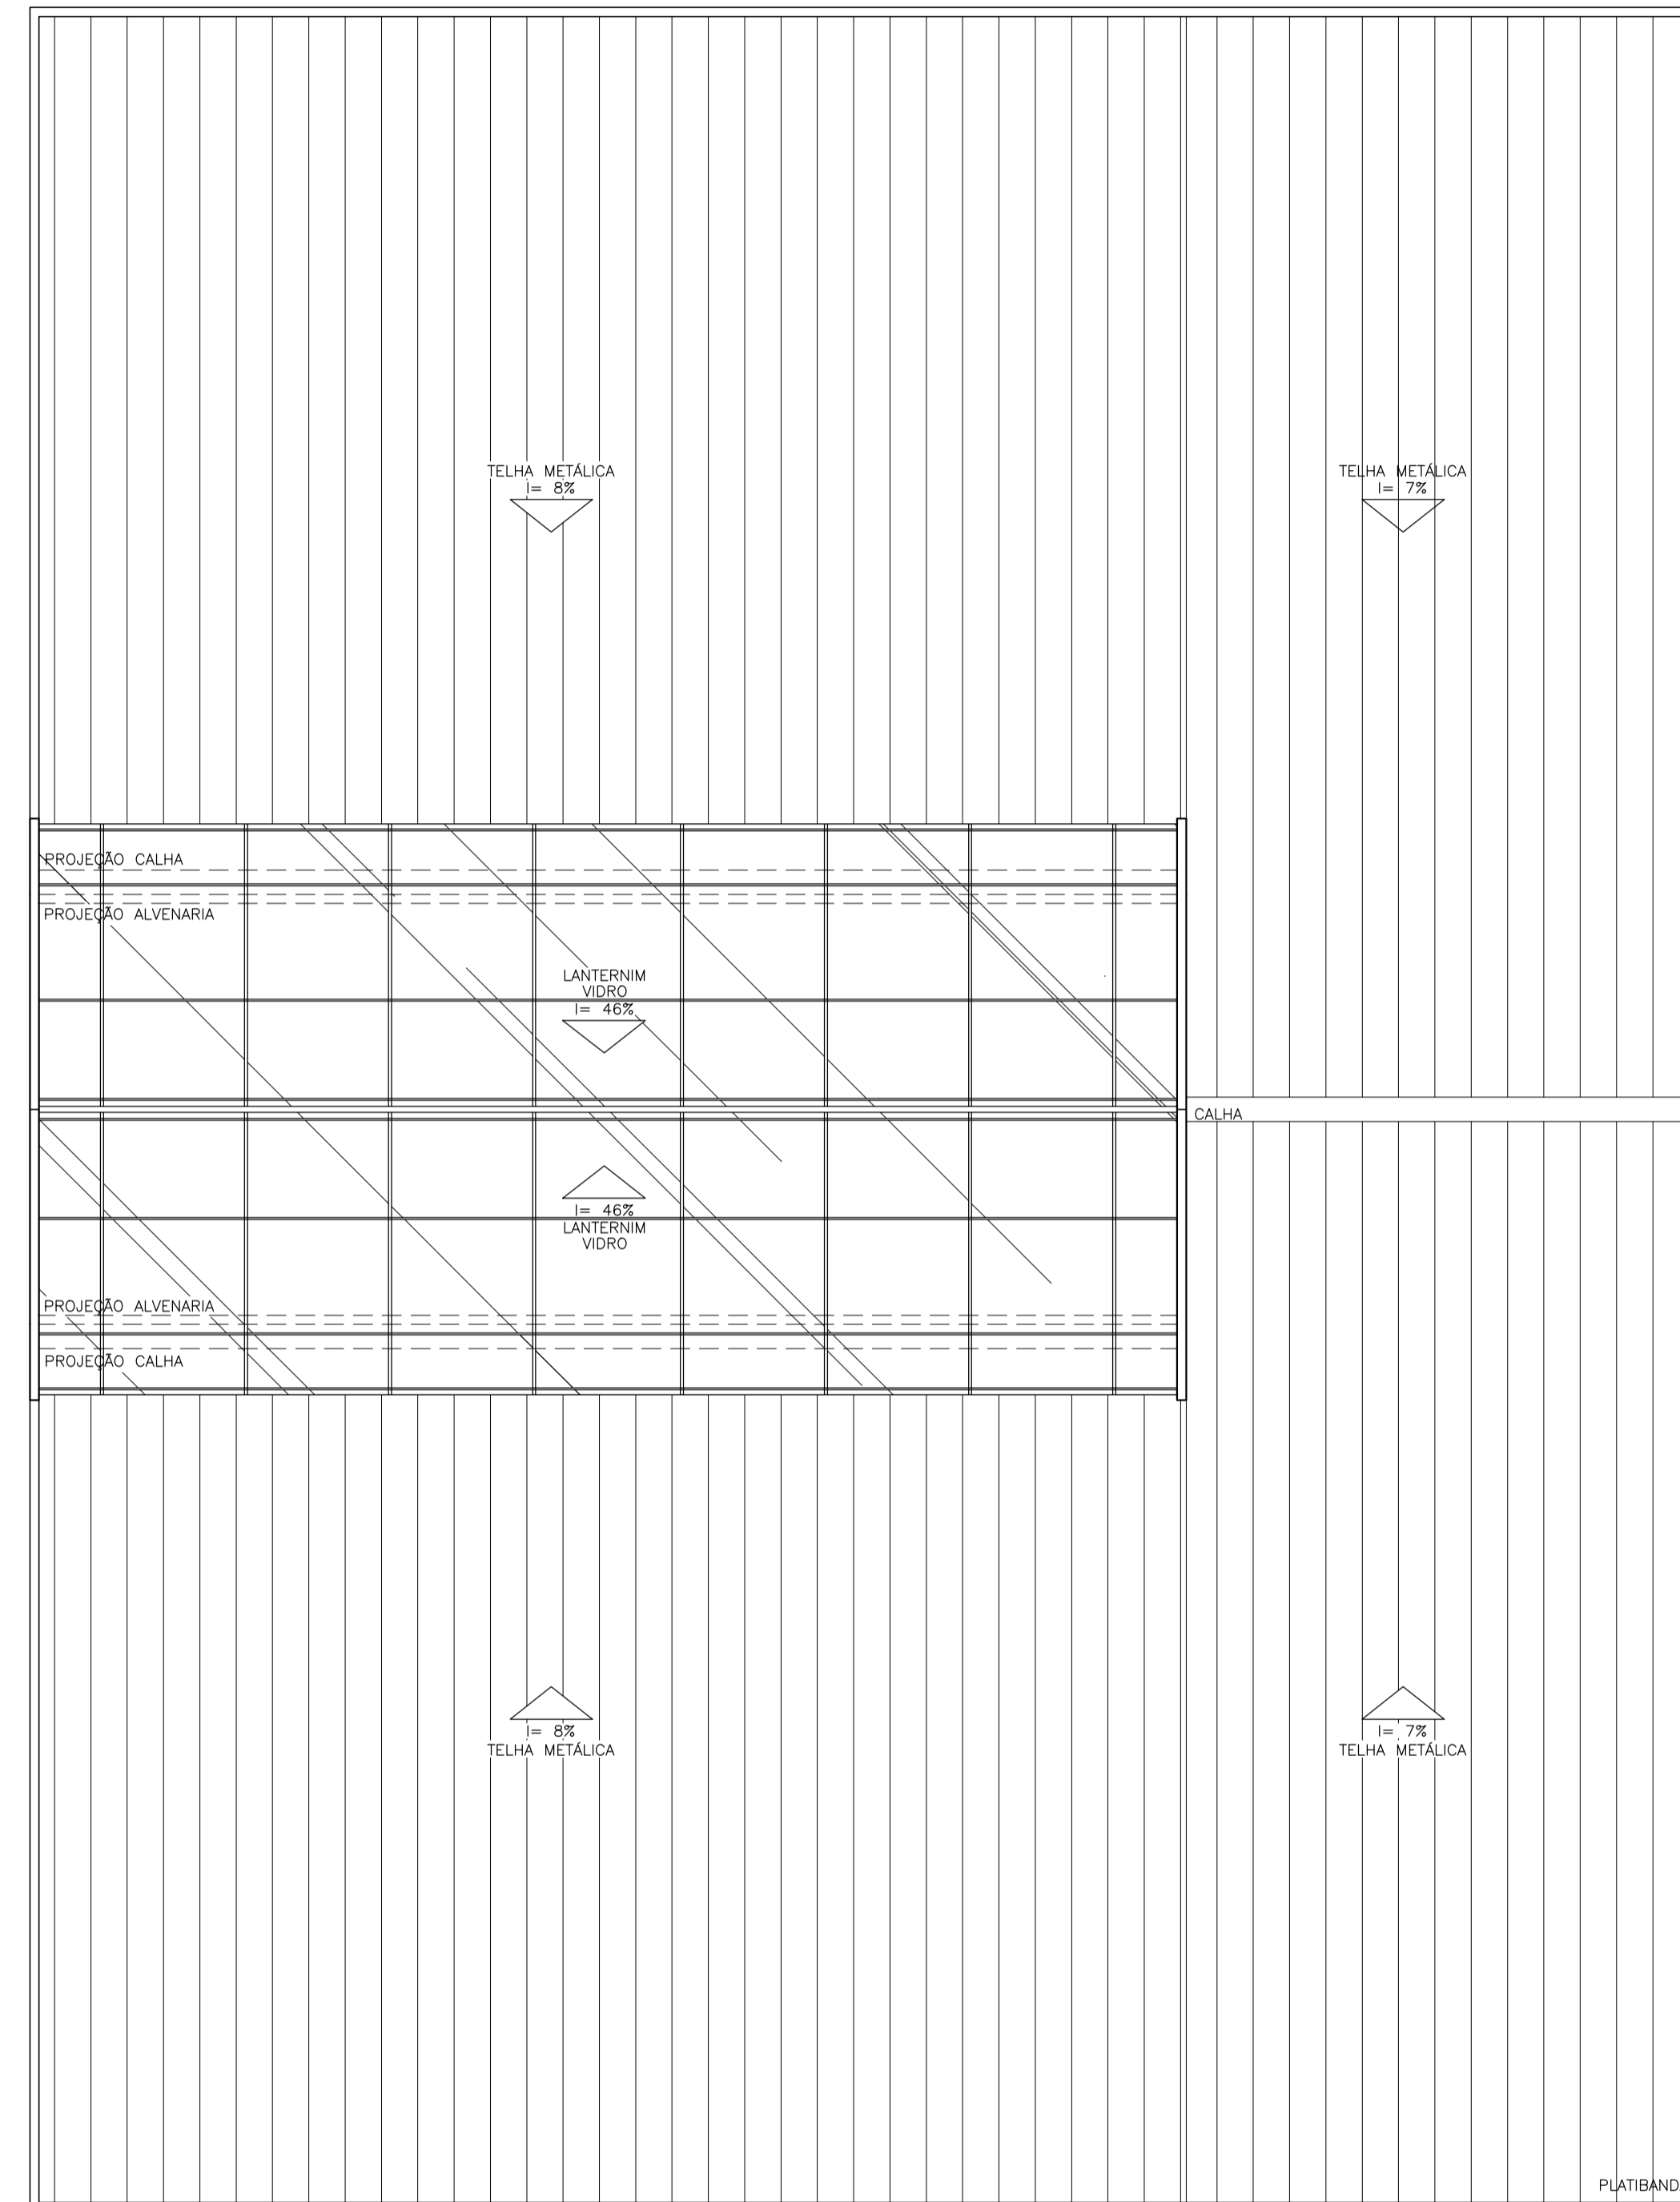 TELHA METÁLICA
I= 8%
TELHA METÁLICA
I= 7%
PROJEÇÃO CALHA
PROJEÇÃO ALVENARIA
LANTERNIM
VIDRO
I= 46%
CALHA
I= 46%
LANTERNIM
VIDRO
PROJEÇÃO ALVENARIA
PROJEÇÃO CALHA
I= 8%
TELHA METÁLICA
I= 7%
TELHA METÁLICA
PLATIBAND